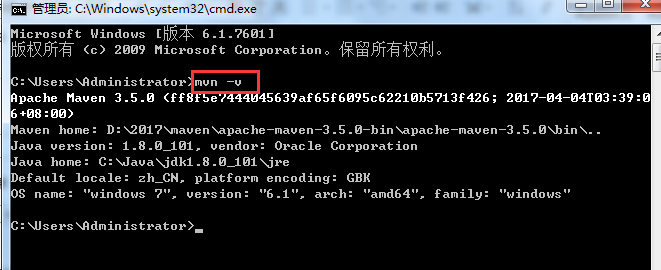 管理员: C:\Windows\system32\cmd.exe
Microsoft Windows [版本 6.1.7601]
版权所有 (c) 2009 Microsoft Corporation。保留所有权利。
C:\Users\Administrator>mvn -v
Apache Maven 3.5.0 (ff8f5e7444045639af65f6095c62210b5713f426; 2017-04-04T03:39:0
6+08:00)
Maven home: D:\2017\maven\apache-maven-3.5.0-bin\apache-maven-3.5.0\bin\..
Java version: 1.8.0_101, vendor: Oracle Corporation
Java home: C:\Java\jdk1.8.0_101\jre
Default locale: zh_CN, platform encoding: GBK
OS name: "windows 7", version: "6.1", arch: "amd64", family: "windows"
C:\Users\Administrator>_